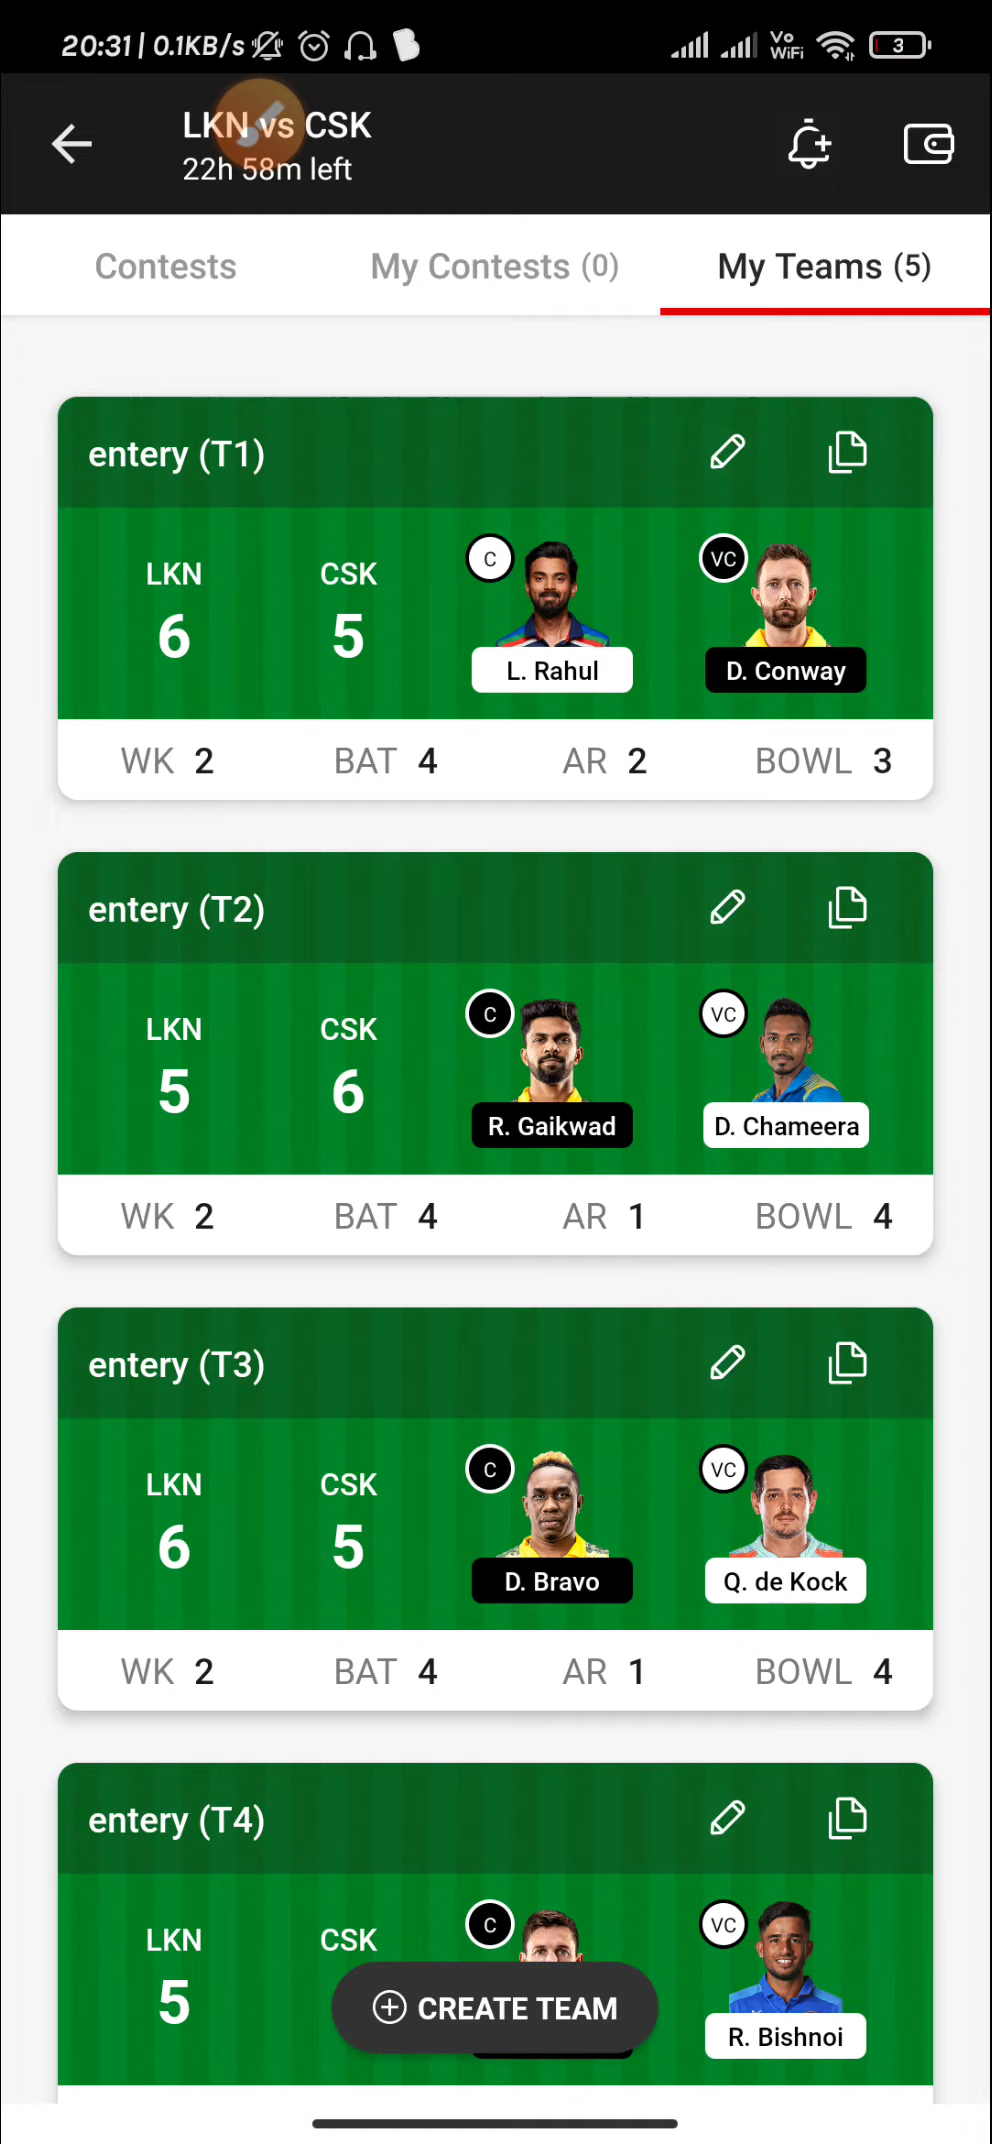 20:31 | 0.1KB/s Vo WiFi 3
LKN vs CSK
22h 58m left
Contests My Contests (0) My Teams (5)
entery (T1)
C VC
LKN CSK
6 5
L. Rahul D. Conway
WK 2 BAT 4 AR 2 BOWL 3
entery (T2)
C VC
LKN CSK
5 6
R. Gaikwad D. Chameera
WK 2 BAT 4 AR 1 BOWL 4
entery (T3)
C VC
LKN CSK
6 5
D. Bravo Q. de Kock
WK 2 BAT 4 AR 1 BOWL 4
entery (T4)
C VC
LKN CSK
5
CREATE TEAM
R. Bishnoi